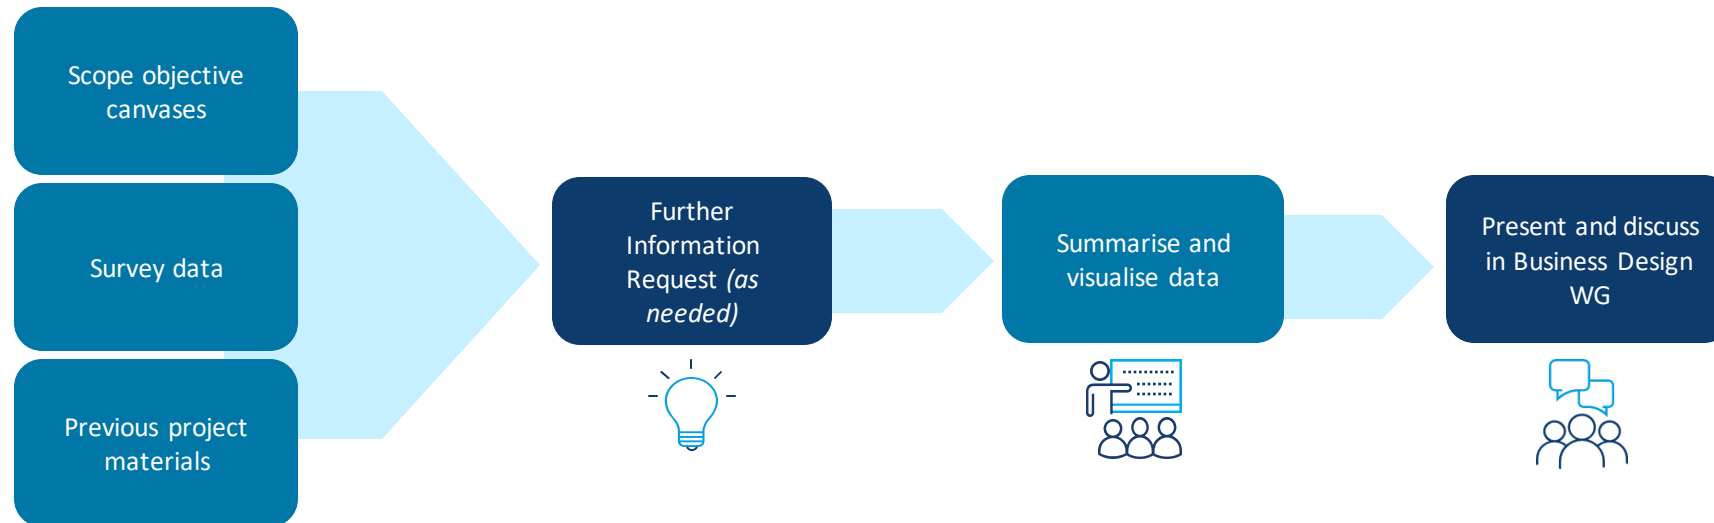 Scope objective
canvases
Survey data
Previous project
materials
Further
Information
Request (as
needed)
Summarise and
visualise data
Present and discuss
in Business Design
WG